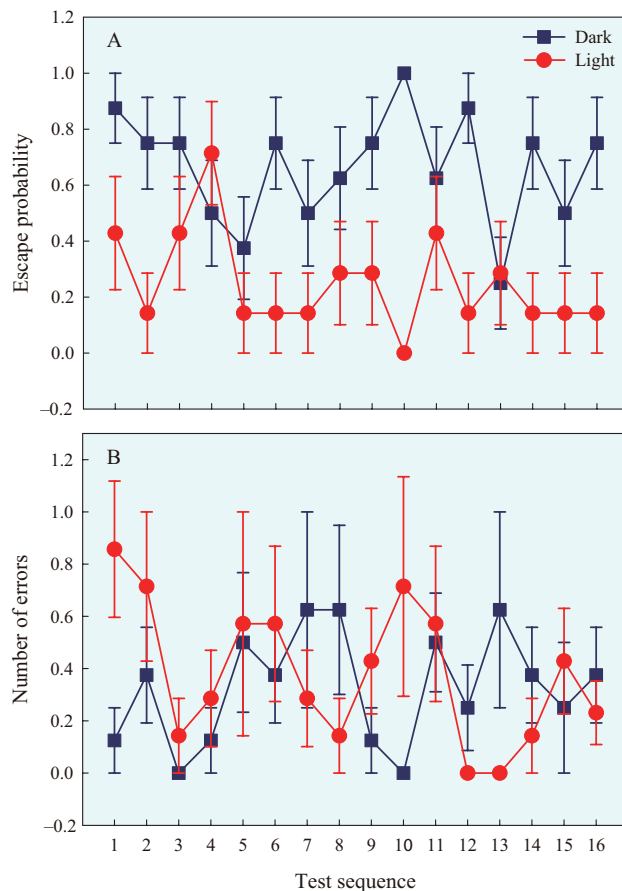 A
Dark
Light
Escape probability
1.2
1.0
0.8
0.6
0.4
0.2
0.0
–0.2
B
Number of errors
1.2
1.0
0.8
0.6
0.4
0.2
0.0
–0.2
1 2 3 4 5 6 7 8 9 10 11 12 13 14 15 16
Test sequence